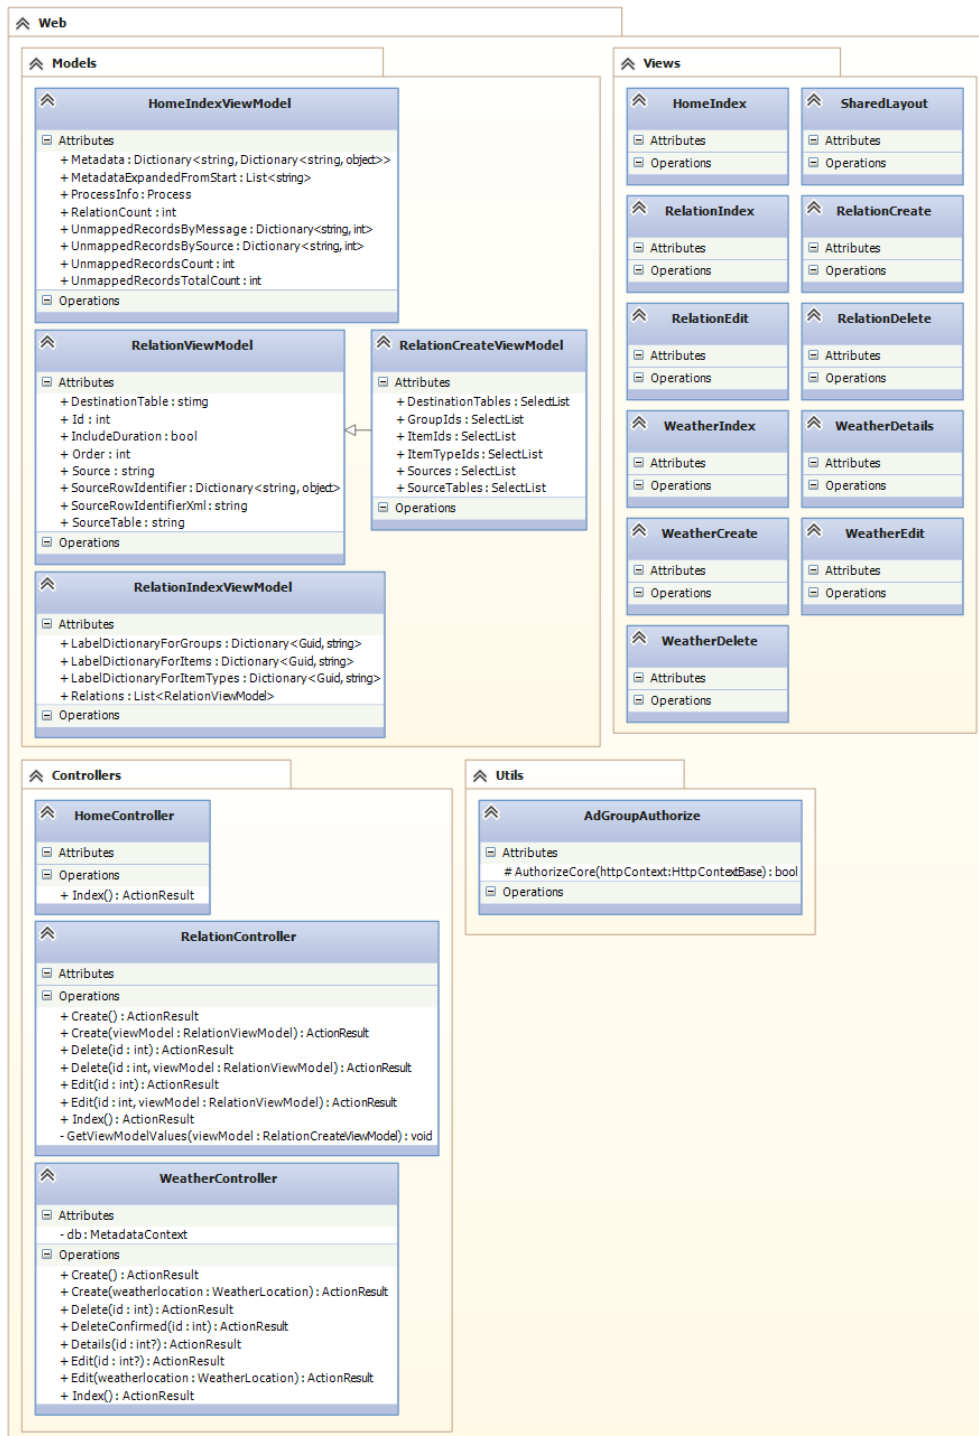 Web
Models
HomeIndexViewModel
Attributes
+ Metadata : Dictionary<string, Dictionary<string, object>>
+ MetadataExpandedFromStart : List<string>
+ ProcessInfo : Process
+ RelationCount : int
+ UnmappedRecordsByMessage : Dictionary<string, int>
+ UnmappedRecordsBySource : Dictionary<string, int>
+ UnmappedRecordsCount : int
+ UnmappedRecordsTotalCount : int
Operations
RelationViewModel
Attributes
+ DestinationTable : stimg
+ Id : int
+ IncludeDuration : bool
+ Order : int
+ Source : string
+ SourceRowIdentifier : Dictionary<string, object>
+ SourceRowIdentifierXml : string
+ SourceTable : string
Operations
RelationCreateViewModel
Attributes
+ DestinationTables : SelectList
+ GroupIds : SelectList
+ ItemIds : SelectList
+ ItemTypeIds : SelectList
+ Sources : SelectList
+ SourceTables : SelectList
Operations
RelationIndexViewModel
Attributes
+ LabelDictionaryForGroups : Dictionary<Guid, string>
+ LabelDictionaryForItems : Dictionary<Guid, string>
+ LabelDictionaryForItemTypes : Dictionary<Guid, string>
+ Relations : List<RelationViewModel>
Operations
Views
HomeIndex
Attributes
Operations
SharedLayout
Attributes
Operations
RelationIndex
Attributes
Operations
RelationCreate
Attributes
Operations
RelationEdit
Attributes
Operations
RelationDelete
Attributes
Operations
WeatherIndex
Attributes
Operations
WeatherDetails
Attributes
Operations
WeatherCreate
Attributes
Operations
WeatherEdit
Attributes
Operations
WeatherDelete
Attributes
Operations
Controllers
HomeController
Attributes
Operations
+ Index() : ActionResult
RelationController
Attributes
Operations
+ Create() : ActionResult
+ Create(viewModel : RelationViewModel) : ActionResult
+ Delete(id : int) : ActionResult
+ Delete(id : int, viewModel : RelationViewModel) : ActionResult
+ Edit(id : int) : ActionResult
+ Edit(id : int, viewModel : RelationViewModel) : ActionResult
+ Index() : ActionResult
- GetViewModelValues(viewModel : RelationCreateViewModel) : void
WeatherController
Attributes
- db : MetadataContext
Operations
+ Create() : ActionResult
+ Create(weatherlocation : WeatherLocation) : ActionResult
+ Delete(id : int) : ActionResult
+ DeleteConfirmed(id : int) : ActionResult
+ Details(id : int?) : ActionResult
+ Edit(id : int?) : ActionResult
+ Edit(weatherlocation : WeatherLocation) : ActionResult
+ Index() : ActionResult
Utils
AdGroupAuthorize
Attributes
# AuthorizeCore(httpContext:HttpContextBase) : bool
Operations